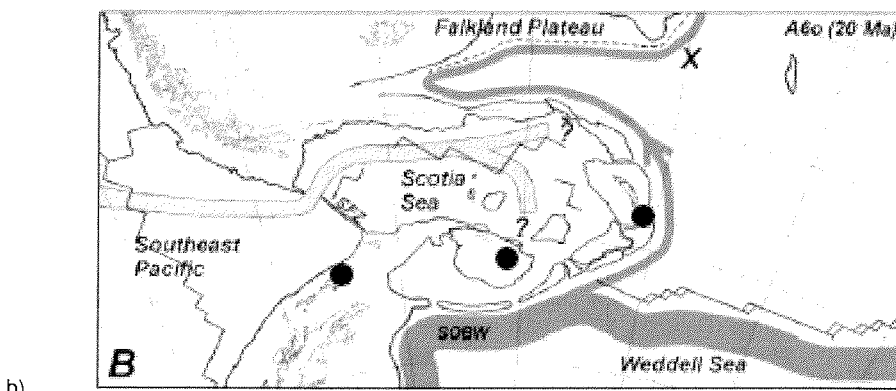 Falkland Plateau
A6o (20 Ma)
X
?
Scotia
Sea
SFZ
?
Southeast
Pacific
SOBW
B
Weddell Sea
b)